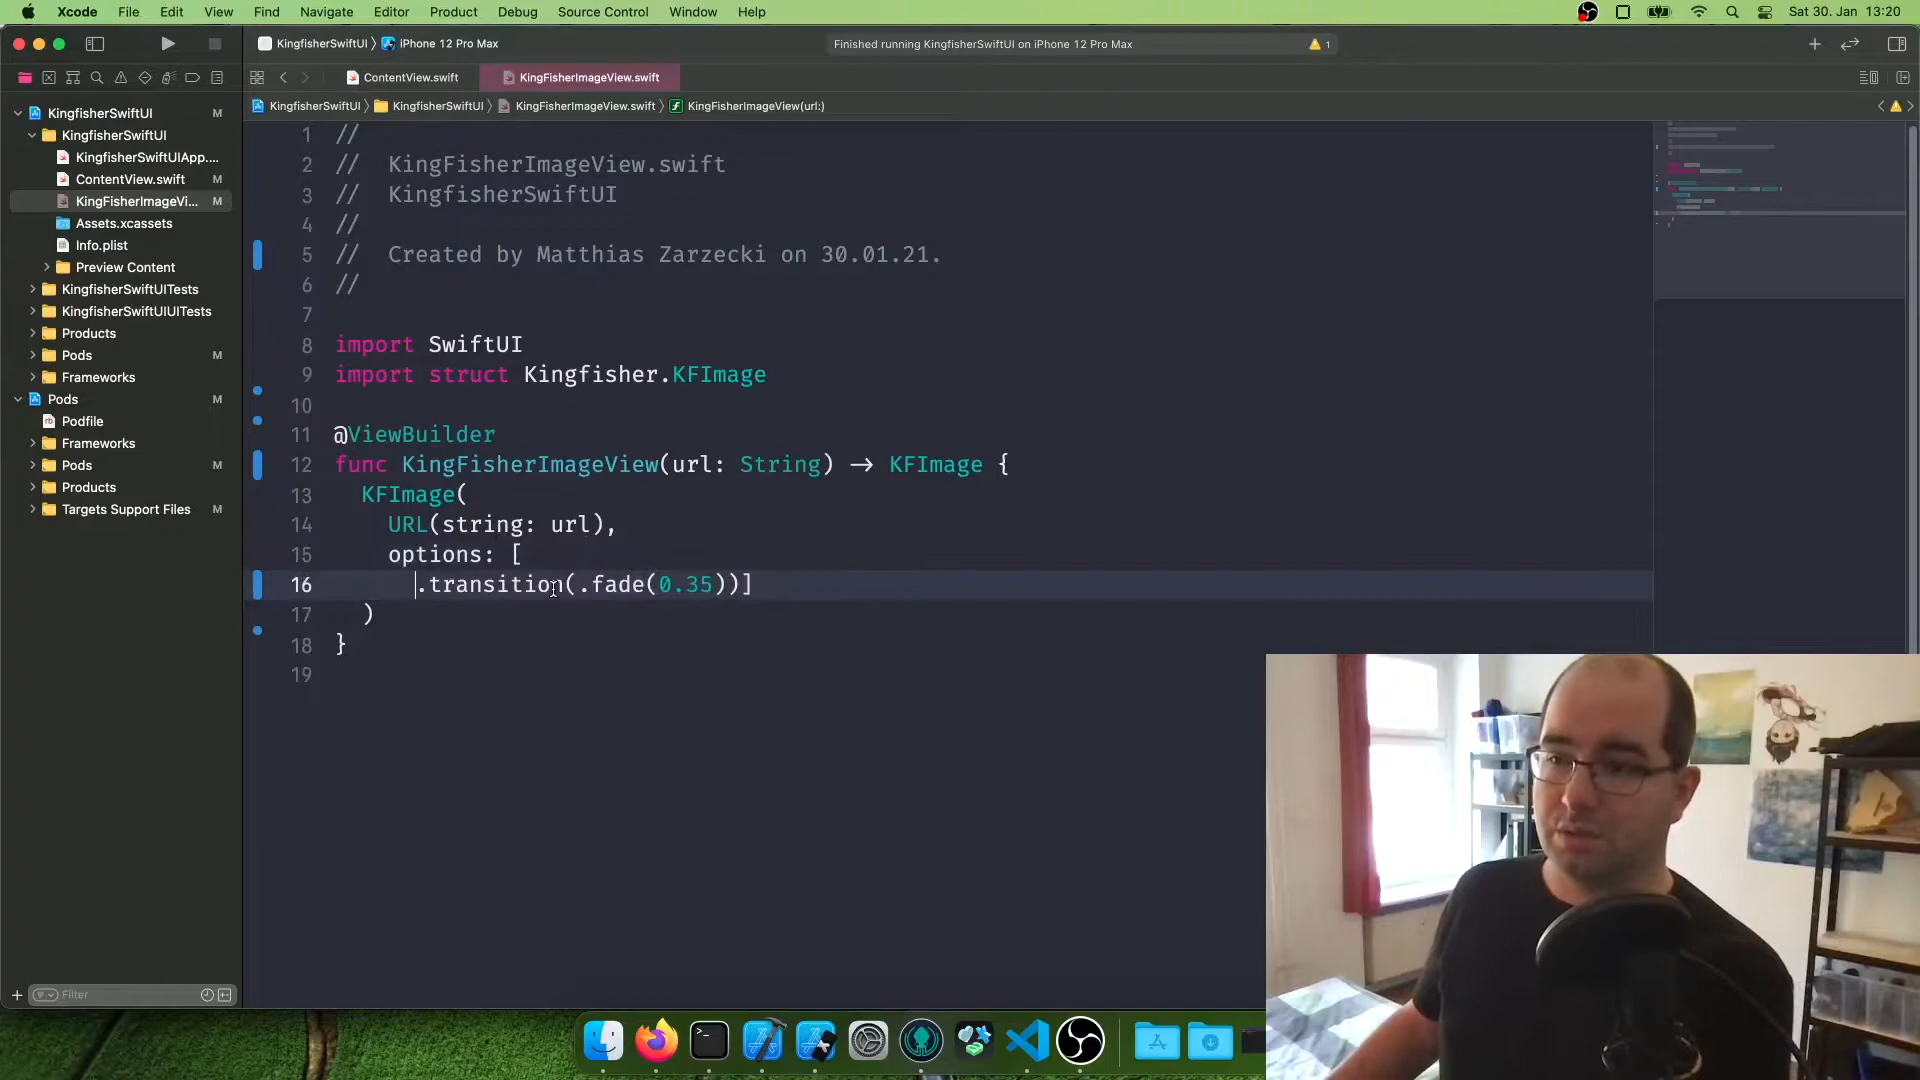 Xcode File Edit View Find Navigate Editor Product Debug Source Control Window Help Sat 30. Jan 13:20
KingfisherSwiftUI iPhone 12 Pro Max Finished running KingfisherSwiftUI on iPhone 12 Pro Max 1
ContentView.swift KingFisherImageView.swift
KingfisherSwiftUI KingfisherSwiftUI KingFisherImageView.swift KingFisherImageView(url:)
KingfisherSwiftUI M
KingfisherSwiftUI
KingfisherSwiftUIApp....
ContentView.swift M
KingFisherImageVi... M
Assets.xcassets
Info.plist
Preview Content
KingfisherSwiftUITests
KingfisherSwiftUIUITests
Products
Pods M
Frameworks
Pods M
Podfile
Frameworks
Pods M
Products
Targets Support Files M
Filter
1 //
2 //  KingFisherImageView.swift
3 //  KingfisherSwiftUI
4 //
5 //  Created by Matthias Zarzecki on 30.01.21.
6 //
7
8 import SwiftUI
9 import struct Kingfisher.KFImage
10
11 @ViewBuilder
12 func KingFisherImageView(url: String) -> KFImage {
13   KFImage(
14     URL(string: url),
15     options: [
16       .transition(.fade(0.35))]
17   )
18 }
19